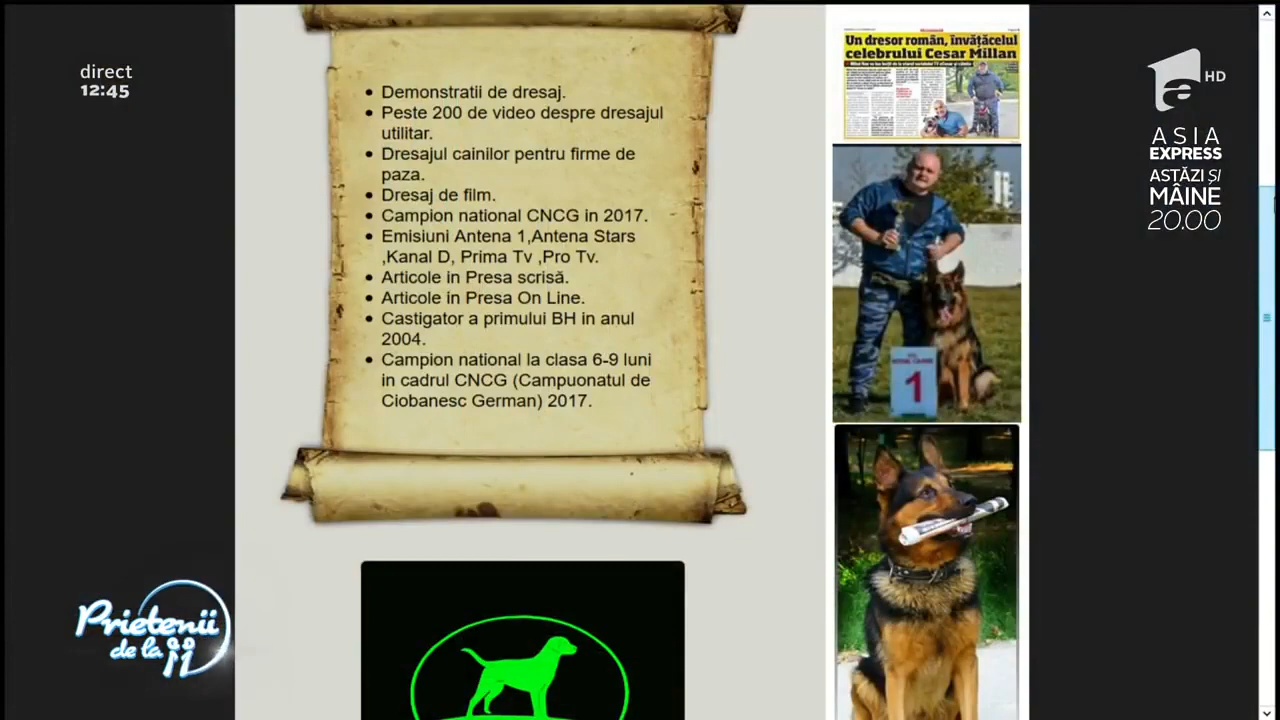 direct
12:45
Demonstratii de dresaj.
Peste 200 de video despre dresajul
utilitar.
Dresajul cainilor pentru firme de
paza.
Dresaj de film.
Campion national CNCG in 2017.
Emisiuni Antena 1,Antena Stars
,Kanal D, Prima Tv ,Pro Tv.
Articole in Presa scrisă.
Articole in Presa On Line.
Castigator a primului BH in anul
2004.
Campion national la clasa 6-9 luni
in cadrul CNCG (Campuonatul de
Ciobanesc German) 2017.
Un dresor român, învățăcelul
celebrului Cesar Millan
1
HD
ASIA
EXPRESS
ASTĂZI ȘI
MÂINE
20.00
Prietenii
de la 11